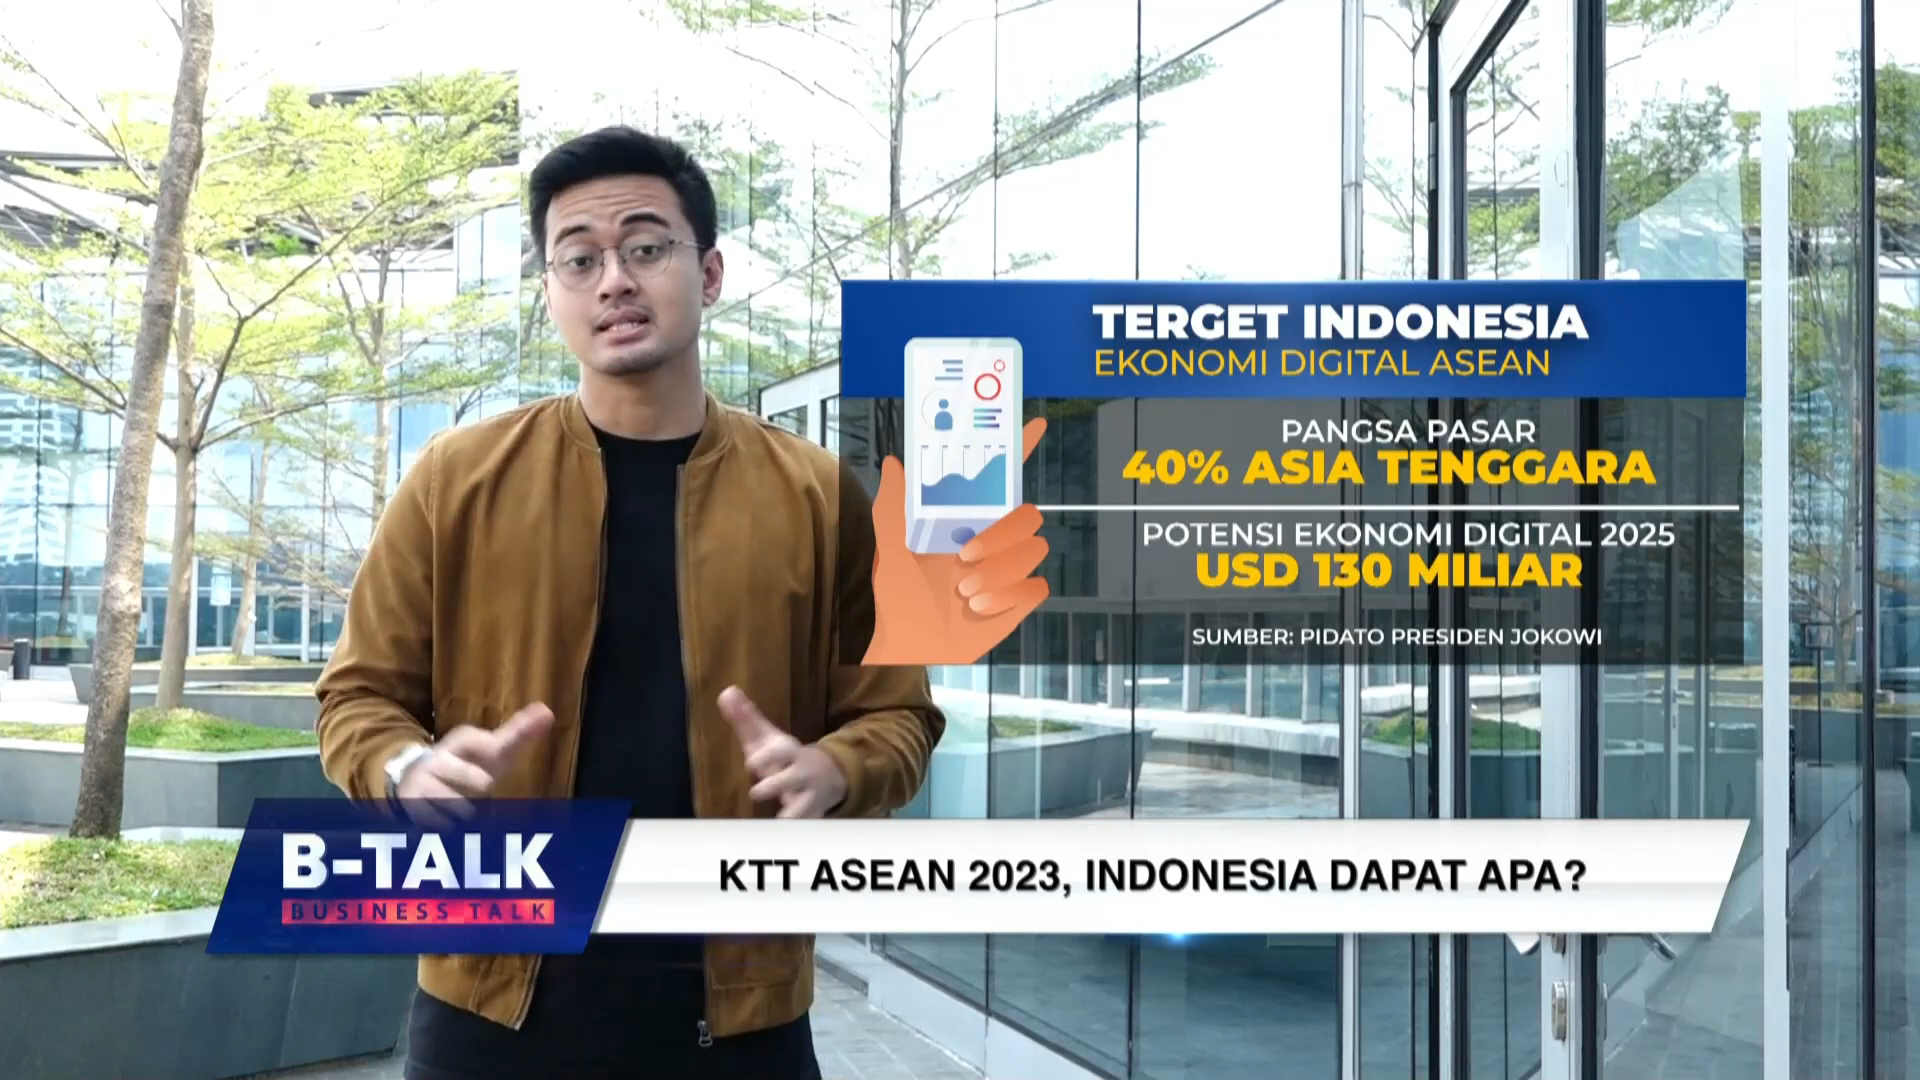 TERGET INDONESIA
EKONOMI DIGITAL ASEAN
PANGSA PASAR
40% ASIA TENGGARA
POTENSI EKONOMI DIGITAL 2025
USD 130 MILIAR
SUMBER: PIDATO PRESIDEN JOKOWI
B-TALK
BUSINESS TALK
KTT ASEAN 2023, INDONESIA DAPAT APA?